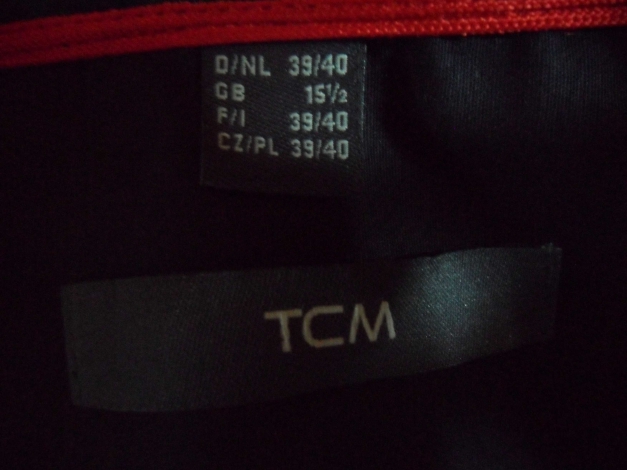 D/NL 39/40
GB 15½
F/I 39/40
CZ/PL 39/40
TCM